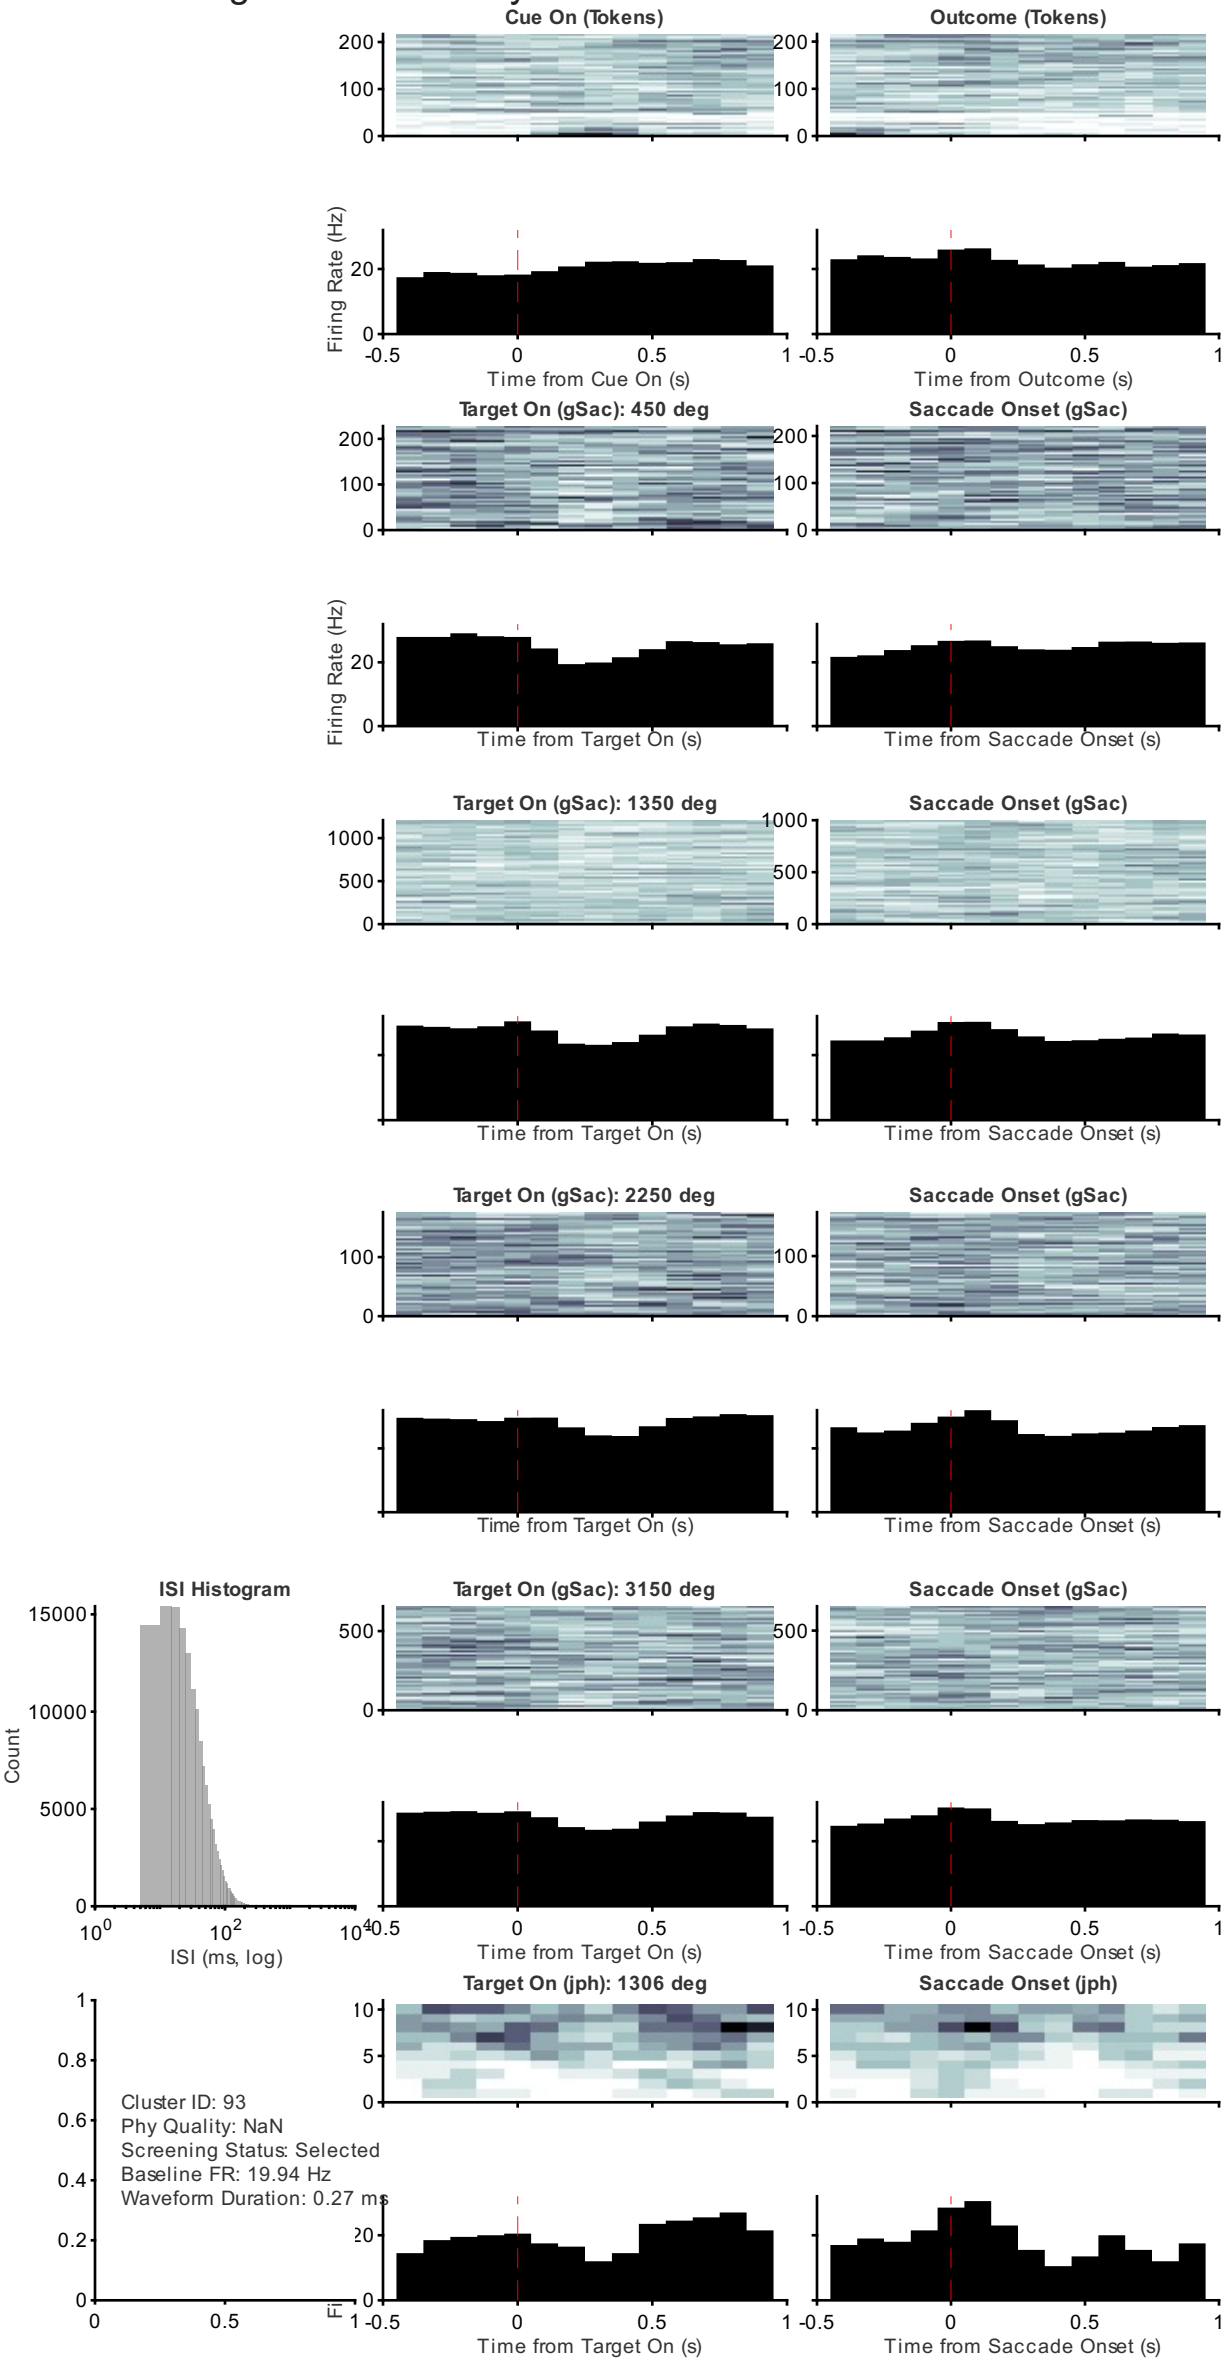 Cue On (Tokens)
Outcome (Tokens)
200
100
0
200
100
0
Firing Rate (Hz)
20
0
-0.5
0
0.5
1
-0.5
0
0.5
1
Time from Cue On (s)
Time from Outcome (s)
Target On (gSac): 450 deg
Saccade Onset (gSac)
200
100
0
200
100
0
Firing Rate (Hz)
20
0
Time from Target On (s)
Time from Saccade Onset (s)
Target On (gSac): 1350 deg
Saccade Onset (gSac)
1000
500
0
1000
500
0
Time from Target On (s)
Time from Saccade Onset (s)
Target On (gSac): 2250 deg
Saccade Onset (gSac)
100
0
100
0
Time from Target On (s)
Time from Saccade Onset (s)
ISI Histogram
Target On (gSac): 3150 deg
Saccade Onset (gSac)
15000
10000
5000
0
Count
10^0
10^2
10^4
ISI (ms, log)
500
0
500
0
-0.5
0
0.5
1
-0.5
0
0.5
1
Time from Target On (s)
Time from Saccade Onset (s)
Target On (jph): 1306 deg
Saccade Onset (jph)
1
0.8
0.6
0.4
0.2
0
0
0.5
1
Cluster ID: 93
Phy Quality: NaN
Screening Status: Selected
Baseline FR: 19.94 Hz
Waveform Duration: 0.27 ms
10
5
0
10
5
0
Fi
20
0
-0.5
0
0.5
1
-0.5
0
0.5
1
Time from Target On (s)
Time from Saccade Onset (s)